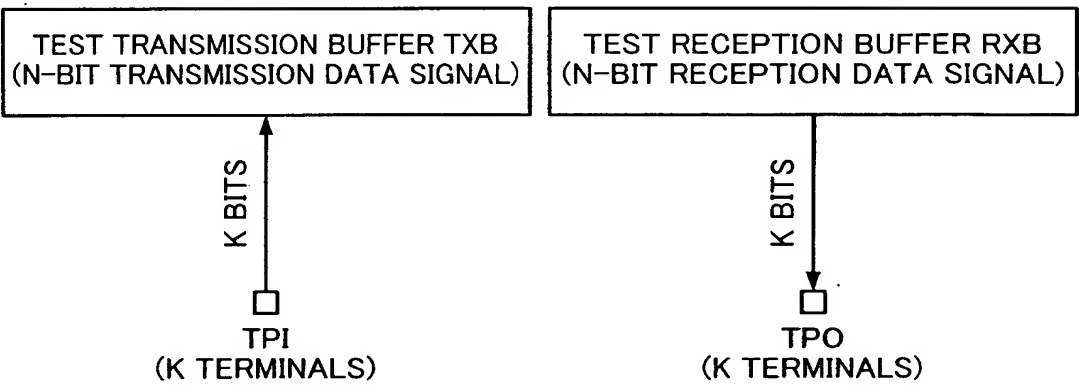 TEST TRANSMISSION BUFFER TXB
(N-BIT TRANSMISSION DATA SIGNAL)
TEST RECEPTION BUFFER RXB
(N-BIT RECEPTION DATA SIGNAL)
K BITS
K BITS
TPI
(K TERMINALS)
TPO
(K TERMINALS)